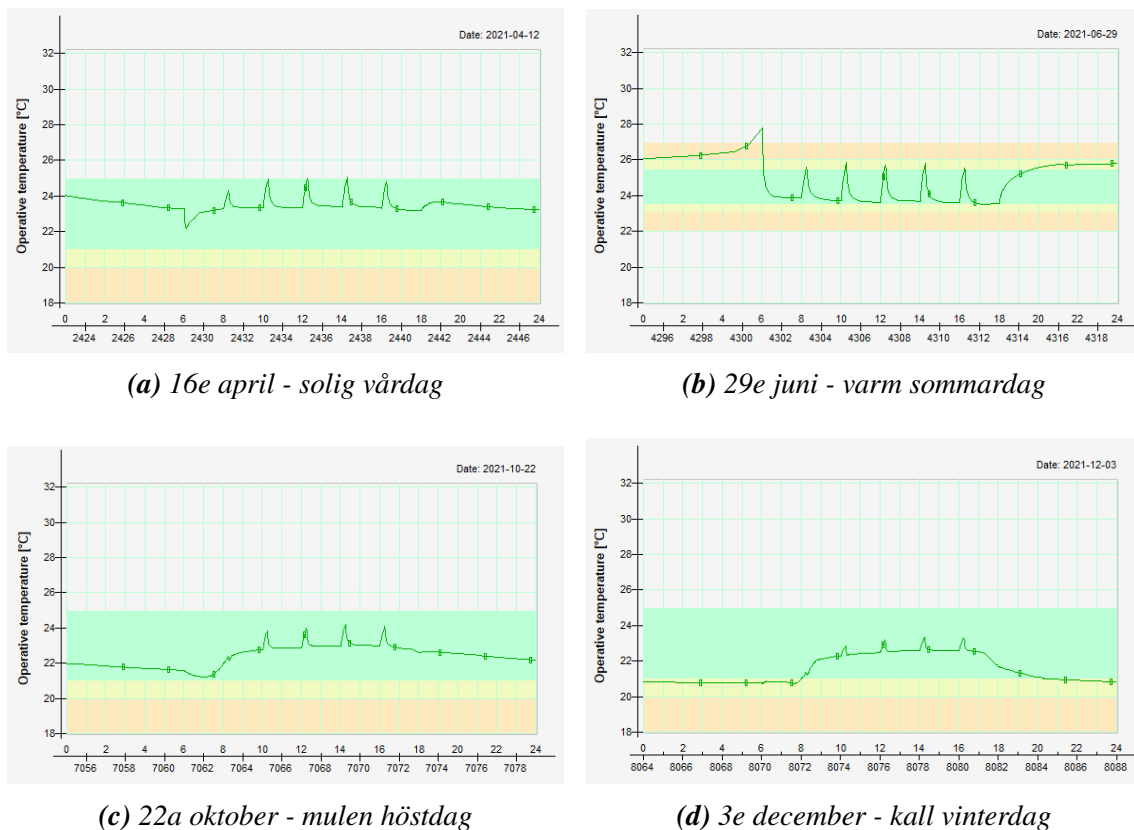 Date: 2021-04-12
Operative temperature [°C]
32
30
28
26
24
22
20
18
0 2 4 6 8 10 12 14 16 18 20 22 24
2424 2426 2428 2430 2432 2434 2436 2438 2440 2442 2444 2446
(a) 16e april - solig vårdag
Date: 2021-06-29
Operative temperature [°C]
32
30
28
26
24
22
20
18
0 2 4 6 8 10 12 14 16 18 20 22 24
4296 4298 4300 4302 4304 4306 4308 4310 4312 4314 4316 4318
(b) 29e juni - varm sommardag
Date: 2021-10-22
Operative temperature [°C]
32
30
28
26
24
22
20
18
0 2 4 6 8 10 12 14 16 18 20 22 24
7056 7058 7060 7062 7064 7066 7068 7070 7072 7074 7076 7078
(c) 22a oktober - mulen höstdag
Date: 2021-12-03
Operative temperature [°C]
32
30
28
26
24
22
20
18
0 2 4 6 8 10 12 14 16 18 20 22 24
8064 8066 8068 8070 8072 8074 8076 8078 8080 8082 8084 8086 8088
(d) 3e december - kall vinterdag